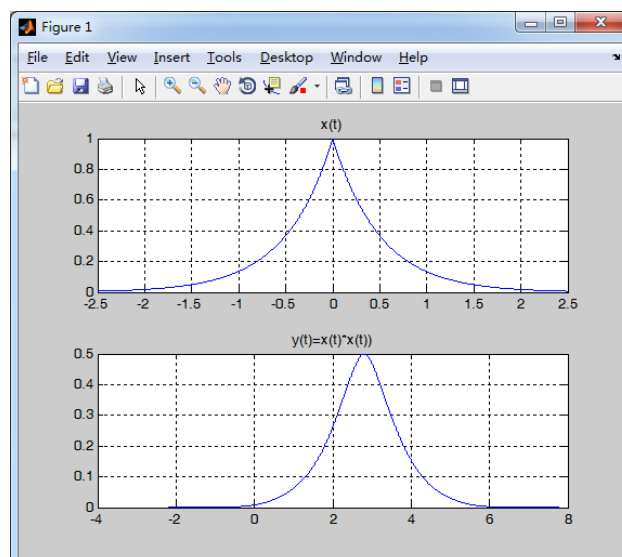 Figure 1
File Edit View Insert Tools Desktop Window Help
x(t)
1
0.8
0.6
0.4
0.2
0
-2.5 -2 -1.5 -1 -0.5 0 0.5 1 1.5 2 2.5
y(t)=x(t)*x(t))
0.5
0.4
0.3
0.2
0.1
0
-4 -2 0 2 4 6 8